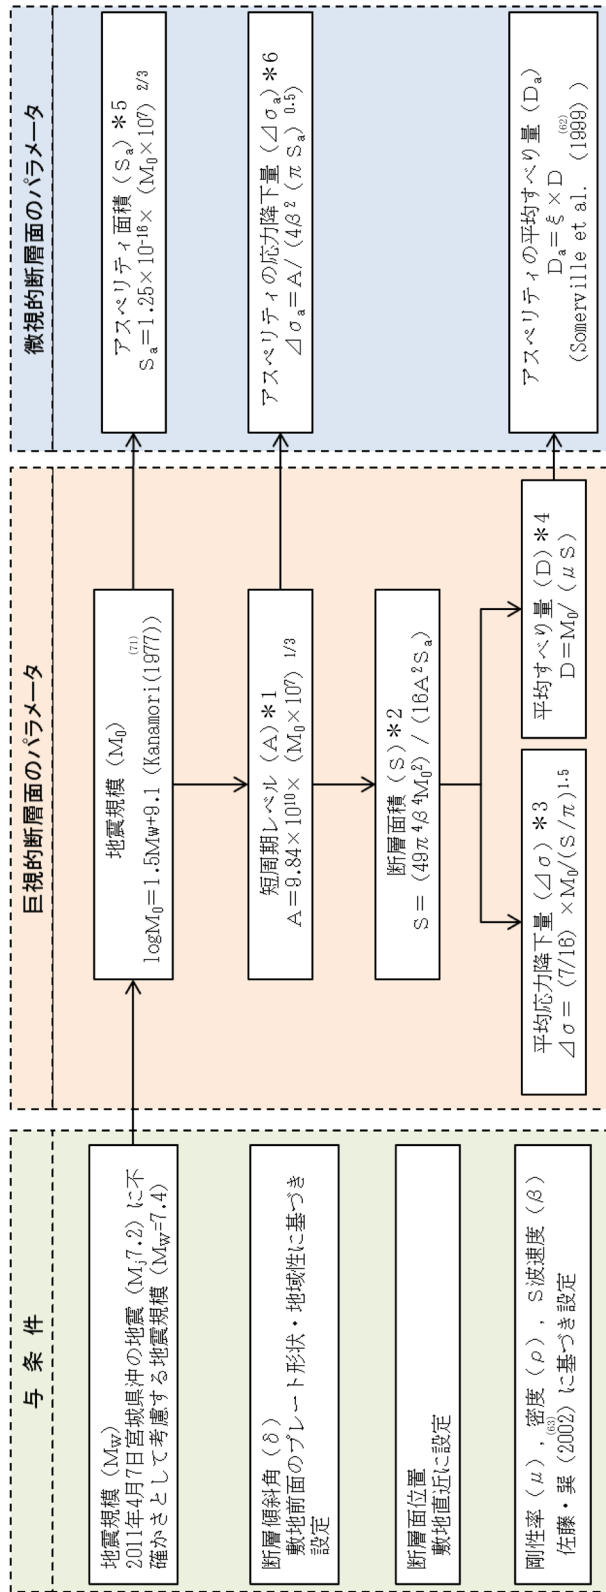 与 条 件
地震規模（Mw）
2011年4月7日宮城県沖の地震（Mj7.2）に不
確かさとして考慮する地震規模（Mw=7.4）
断層傾斜角（δ）
敷地前面のプレート形状・地域性に基づき
設定
断層面位置
敷地直近に設定
剛性率（μ），密度（ρ），S波速度（β）
佐藤・巽（2002）(63)に基づき設定
巨視的断層面のパラメータ
地震規模（M0）
logM0=1.5Mw+9.1（Kanamori(1977)(71)）
短周期レベル（A）＊1
A=9.84×10^10×（M0×10^7）^1/3
断層面積（S）＊2
S=（49π^4β^4M0^2）/（16A^2Sa）
平均応力降下量（Δσ）＊3
Δσ=（7/16）×M0/(S/π)^1.5
平均すべり量（D）＊4
D=M0/（μS）
微視的断層面のパラメータ
アスペリティ面積（Sa）＊5
Sa=1.25×10^-16×（M0×10^7）^2/3
アスペリティの応力降下量（Δσa）＊6
Δσa=A/（4β^2（πSa）^0.5）
アスペリティの平均すべり量（Da）
Da=ξ×D
（Somerville et al.（1999）(62)）